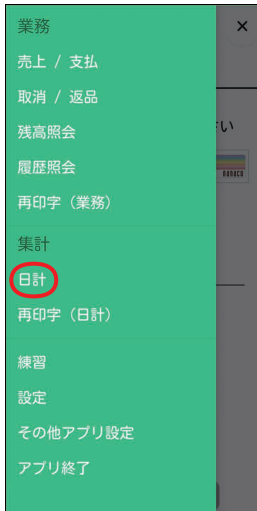 業務
×
売上 / 支払
取消 / 返品
残高照会
さい
履歴照会
nanaco
再印字（業務）
集計
日計
再印字（日計）
練習
設定
その他アプリ設定
アプリ終了